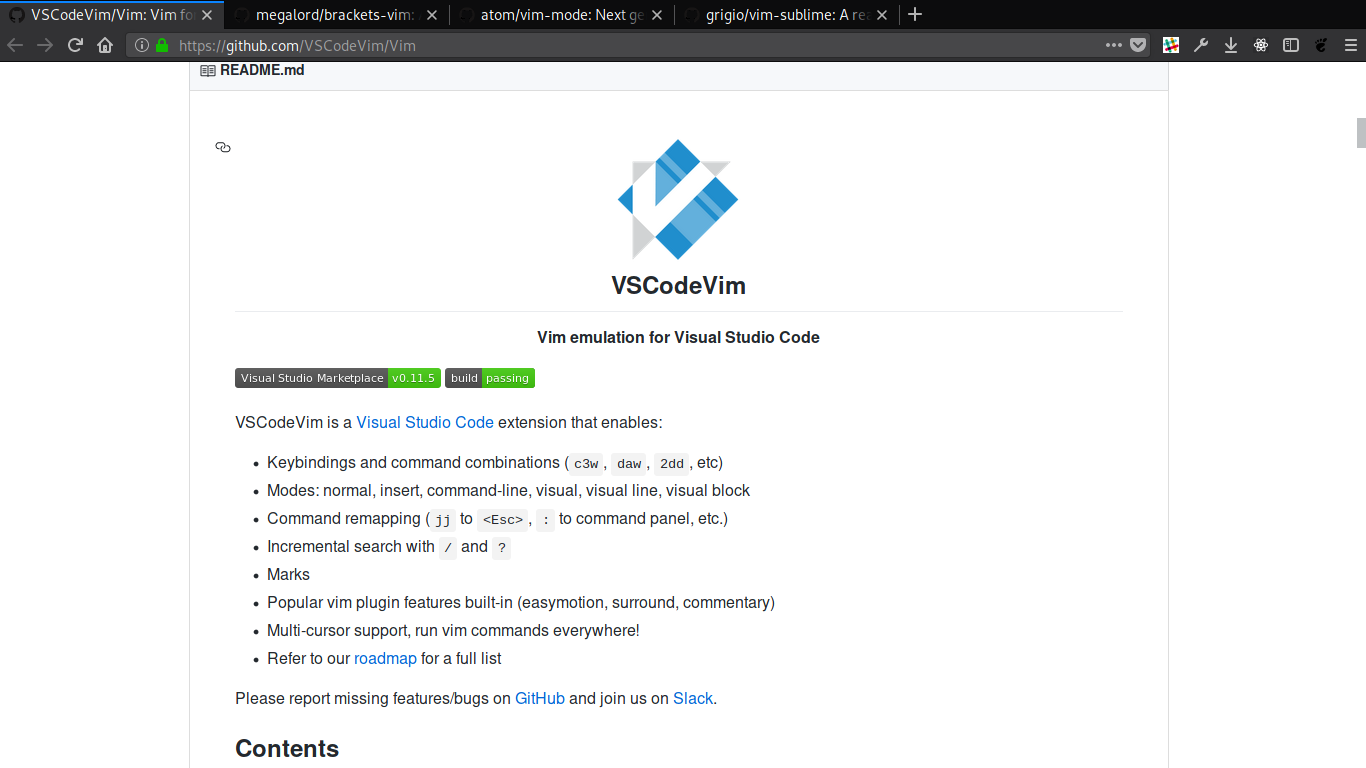 VSCodeVim/Vim: Vim fo
megalord/brackets-vim:
atom/vim-mode: Next ge
grigio/vim-sublime: A rea
https://github.com/VSCodeVim/Vim
README.md
VSCodeVim
Vim emulation for Visual Studio Code
Visual Studio Marketplace v0.11.5 build passing
VSCodeVim is a Visual Studio Code extension that enables:
• Keybindings and command combinations ( c3w , daw , 2dd , etc)
• Modes: normal, insert, command-line, visual, visual line, visual block
• Command remapping ( jj to <Esc> , : to command panel, etc.)
• Incremental search with / and ?
• Marks
• Popular vim plugin features built-in (easymotion, surround, commentary)
• Multi-cursor support, run vim commands everywhere!
• Refer to our roadmap for a full list
Please report missing features/bugs on GitHub and join us on Slack.
Contents